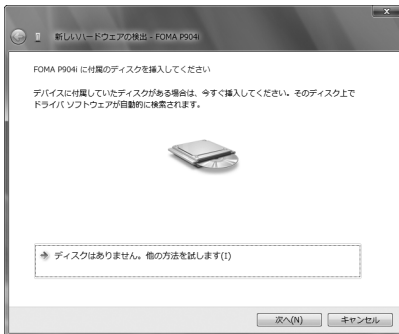 新しいハードウェアの検出 - FOMA P904i
FOMA P904i に付属のディスクを挿入してください
デバイスに付属していたディスクがある場合は、今すぐ挿入してください。そのディスク上で
ドライバ ソフトウェアが自動的に検索されます。
ディスクはありません。他の方法を試します(I)
次へ(N)
キャンセル